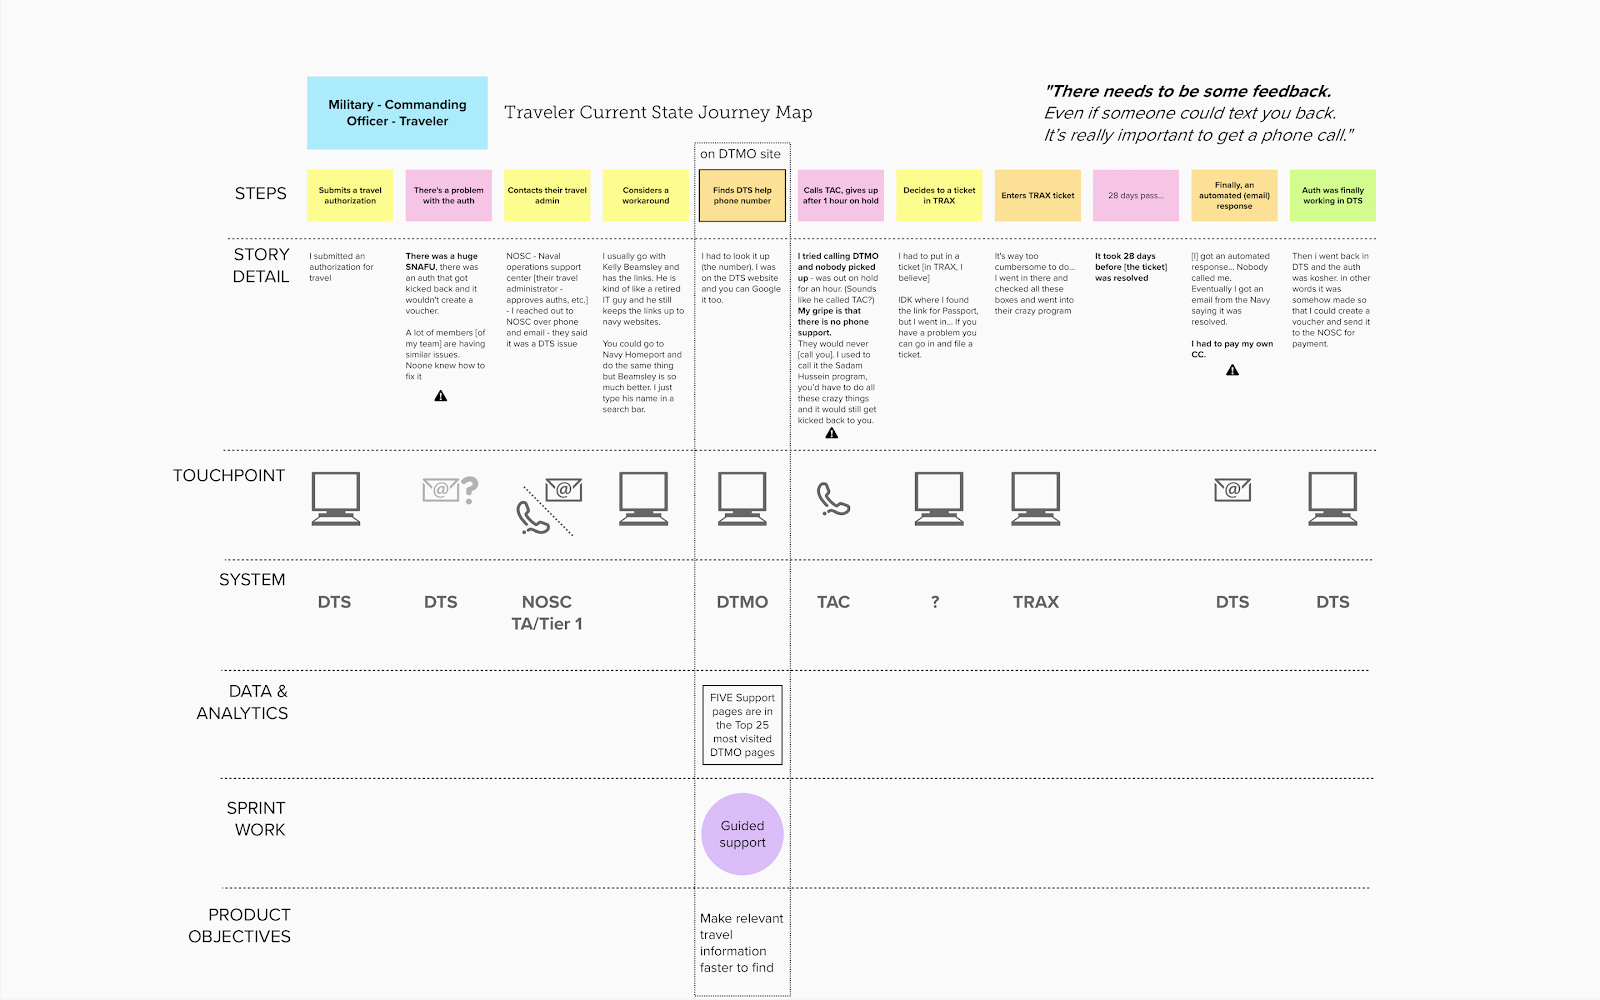 Military - Commanding
Officer - Traveler
Traveler Current State Journey Map
"There needs to be some feedback.
Even if someone could text you back.
It's really important to get a phone call."
on DTMO site
STEPS
Submits a travel
authorization
There's a problem
with the auth
Contacts their travel
admin
Considers a
workaround
Finds DTS help
phone number
Calls TAC, gives up
after 1 hour on hold
Decides to a ticket
in TRAX
Enters TRAX ticket
28 days pass...
Finally, an
automated (email)
response
Auth was finally
working in DTS
STORY
DETAIL
I submitted an
authorization for
travel
There was a huge
SNAFU, there was
an auth that got
kicked back and it
wouldn't create a
voucher.
A lot of members [of
my team] are having
similar issues.
Noone knew how to
fix it
NOSC - Naval
operations support
center [their travel
administrator -
approves auths, etc.]
- I reached out to
NOSC over phone
and email - they said
it was a DTS issue
I usually go with
Kelly Beamsley and
has the links. He is
kind of like a retired
IT guy and he still
keeps the links up to
navy websites.
You could go to
Navy Homeport and
do the same thing
but Beamsley is so
much better. I just
type his name in a
search bar.
I had to look it up
(the number). I was
on the DTS website
and you can Google
it too.
I tried calling DTMO
and nobody picked
up - was out on hold
for an hour. (Sounds
like he called TAC?)
My gripe is that
there is no phone
support.
They would never
[call you]. I used to
call it the Sadam
Hussein program,
you'd have to do all
these crazy things
and it would still get
kicked back to you.
I had to put in a
ticket [in TRAX, I
believe]
IDK where I found
the link for Passport,
but I went in... If you
have a problem you
can go in and file a
ticket.
It's way too
cumbersome to do...
I went in there and
checked all these
boxes and went into
their crazy program
It took 28 days
before [the ticket]
was resolved
[I] got an automated
response... Nobody
called me.
Eventually I got an
email from the Navy
saying it was
resolved.
I had to pay my own
CC.
Then i went back in
DTS and the auth
was kosher. in other
words it was
somehow made so
that I could create a
voucher and send it
to the NOSC for
payment.
TOUCHPOINT
@
?
@
@
SYSTEM
DTS
DTS
NOSC
TA/Tier 1
DTMO
TAC
?
TRAX
DTS
DTS
DATA &
ANALYTICS
FIVE Support
pages are in
the Top 25
most visited
DTMO pages
SPRINT
WORK
Guided
support
PRODUCT
OBJECTIVES
Make relevant
travel
information
faster to find